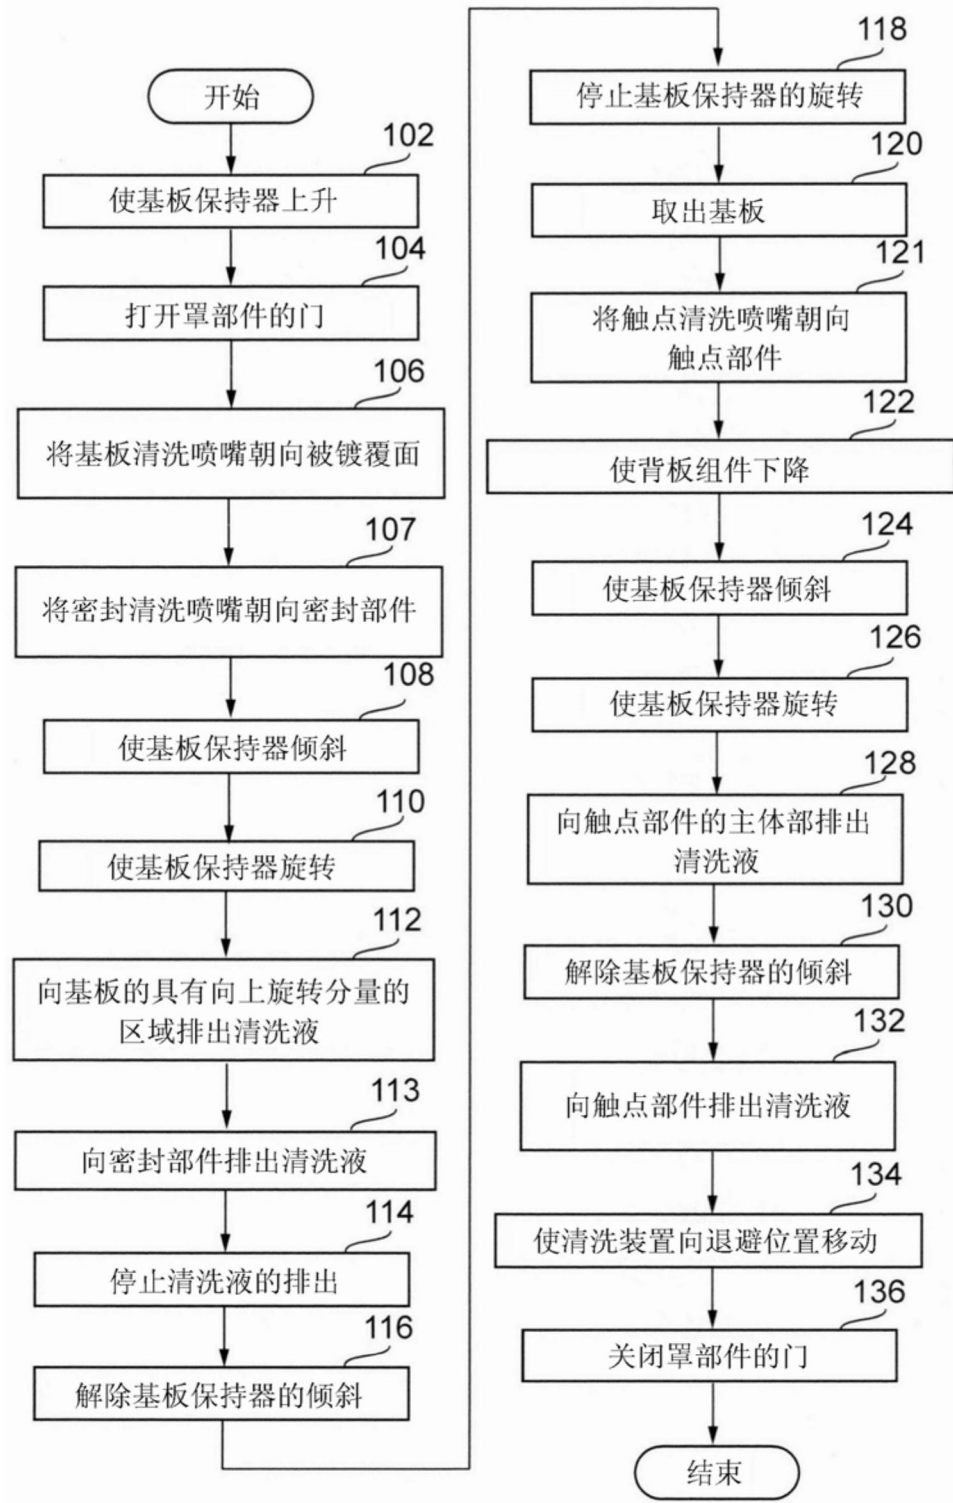 开始
102
使基板保持器上升
104
打开罩部件的门
106
将基板清洗喷嘴朝向被镀覆面
107
将密封清洗喷嘴朝向密封部件
108
使基板保持器倾斜
110
使基板保持器旋转
112
向基板的具有向上旋转分量的
区域排出清洗液
113
向密封部件排出清洗液
114
停止清洗液的排出
116
解除基板保持器的倾斜
118
停止基板保持器的旋转
120
取出基板
121
将触点清洗喷嘴朝向
触点部件
122
使背板组件下降
124
使基板保持器倾斜
126
使基板保持器旋转
128
向触点部件的主体部排出
清洗液
130
解除基板保持器的倾斜
132
向触点部件排出清洗液
134
使清洗装置向退避位置移动
136
关闭罩部件的门
结束